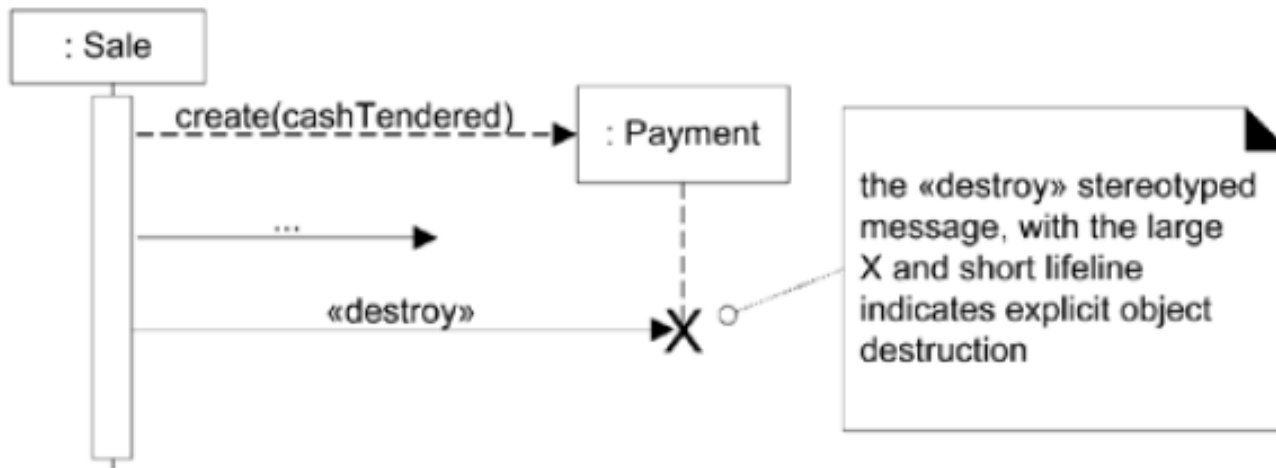 : Sale
create(cashTendered)
: Payment
...
«destroy»
X
the «destroy» stereotyped
message, with the large
X and short lifeline
indicates explicit object
destruction